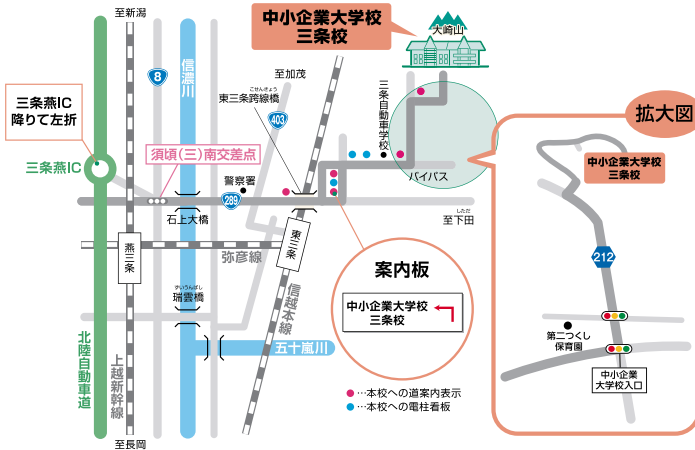 至新潟
中小企業大学校
三条校
大崎山
8
信濃川
至加茂
こせんきょう
東三条跨線橋
403
三条自動車学校
拡大図
三条燕IC
降りて左折
三条燕IC
須頃(三)南交差点
警察署
289
バイパス
中小企業大学校
三条校
石上大橋
しただ
至下田
燕三条
弥彦線
東三条
案内板
212
ずいうんばし
瑞雲橋
信越本線
中小企業大学校
三条校
第二つくし
保育園
北陸自動車道
上越新幹線
五十嵐川
中小企業
大学校入口
…本校への道案内表示
…本校への電柱看板
至長岡